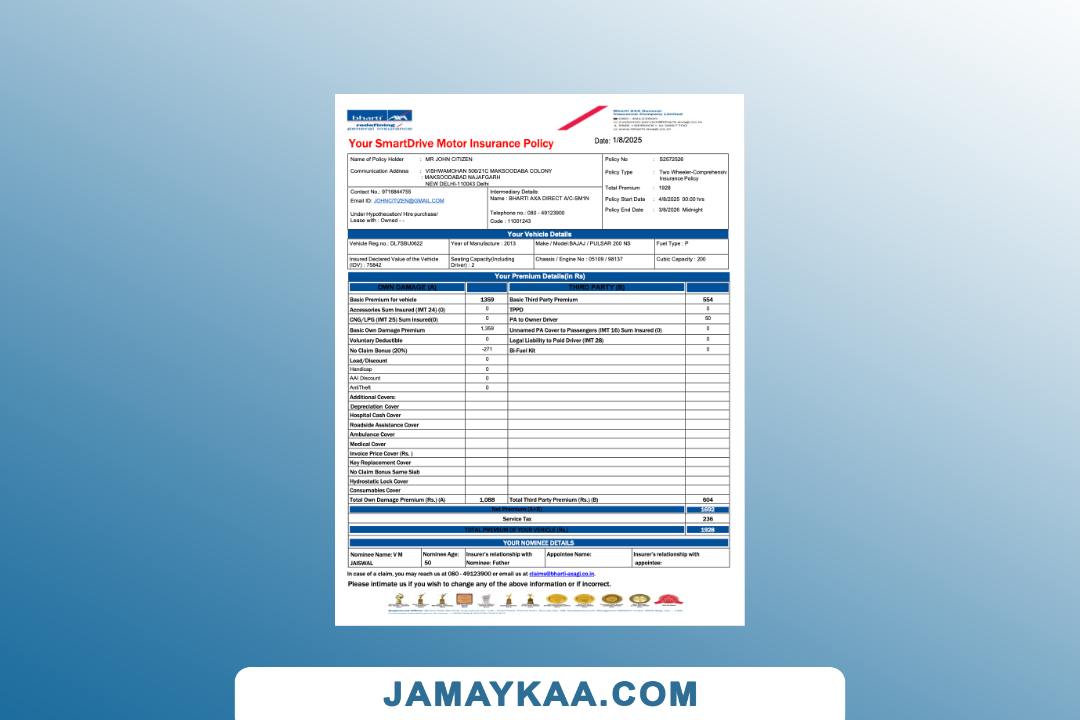 bharti AXA
redefining
general insurance
Bharti AXA General
Insurance Company Limited
Your SmartDrive Motor Insurance Policy
Date: 1/8/2025
Name of Policy Holder : MR JOHN CITIZEN
Communication Address : VISHWAMOHAN 506/21C MAKSOODABA COLONY
: MAKSOODABAD NAJAFGARH
NEW DELHI-110043 Delhi
Policy No : S2572526
Policy Type : Two Wheeler-Comprehensiv
Insurance Policy
Total Premium : 1928
Policy Start Date : 4/8/2025 00.00 hrs
Policy End Date : 3/8/2026 Midnight
Contact No.: 9716844755
Email ID: JOHNCITIZEN@GMAIL.COM
Under Hypothecation/ Hire purchase/
Lease with : Owned - -
Intermediary Details
Name : BHARTI AXA DIRECT A/C-SM1N
Telephone no.: 080 - 49123900
Code : 11001243
Your Vehicle Details
Vehicle Reg.no.: DL7SBU0622 Year of Manufacture : 2013 Make / Model:BAJAJ / PULSAR 200 NS Fuel Type : P
Insured Declared Value of the Vehicle. (IDV) : 75842 Seating Capacity(Including Driver) : 2 Chassis / Engine No : 05109 / 98137 Cubic Capacity : 200
Your Premium Details(in Rs)
OWN DAMAGE (A) THIRD PARTY (B)
Basic Premium for vehicle 1359 Basic Third Party Premium 554
Accessories Sum Insured (IMT 24) (0) 0 TPPD 0
CNG/LPG (IMT 25) Sum Insured(0) 0 PA to Owner Driver 50
Basic Own Damage Premium 1,359 Unnamed PA Cover to Passengers (IMT 16) Sum Insured (0) 0
Voluntary Deductible 0 Legal Liability to Paid Driver (IMT 28) 0
No Claim Bonus (20%) -271 Bi-Fuel Kit 0
Load/Discount 0
Handicap 0
AAI Discount 0
AntiTheft 0
Additional Covers:
Depreciation Cover
Hospital Cash Cover
Roadside Assistance Cover
Ambulance Cover
Medical Cover
Invoice Price Cover (Rs. )
Key Replacement Cover
No Claim Bonus Same Slab
Hydrostatic Lock Cover
Consumables Cover
Total Own Damage Premium (Rs.) (A) 1,088 Total Third Party Premium (Rs.) (B) 604
Net Premium (A+B) 1692
Service Tax 236
TOTAL PREMIUM OF YOUR VEHICLE (Rs.) 1928
YOUR NOMINEE DETAILS
Nominee Name: V M JAISWAL Nominee Age: 50 Insurer's relationship with Nominee: Father Appointee Name: Insurer's relationship with appointee:
In case of a claim, you may reach us at 080 - 49123900 or email us at claims@bharti-axagi.co.in.
Please intimate us if you wish to change any of the above information or if incorrect.
JAMAYKAA.COM